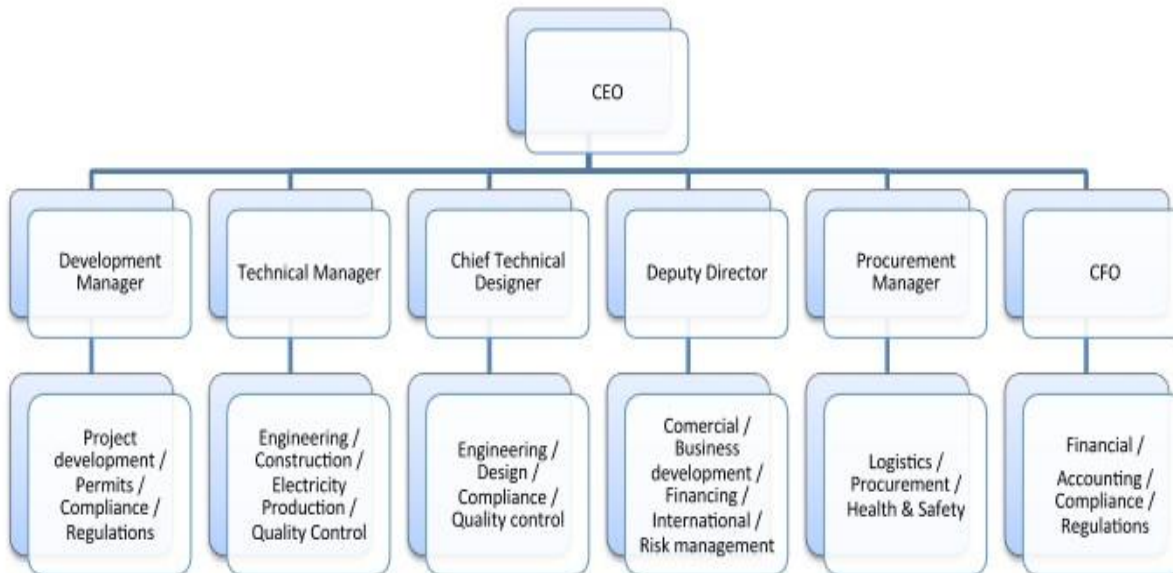 CEO
Development
Manager
Technical Manager
Chief Technical
Designer
Deputy Director
Procurement
Manager
CFO
Project
development /
Permits /
Compliance /
Regulations
Engineering /
Construction /
Electricity
Production /
Quality Control
Engineering /
Design /
Compliance /
Quality control
Comercial /
Business
development /
Financing /
International /
Risk management
Logistics /
Procurement /
Health & Safety
Financial /
Accounting /
Compliance /
Regulations